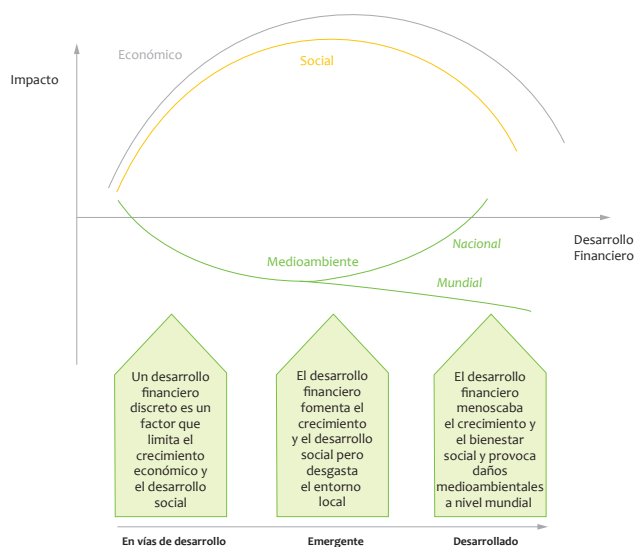 Económico
Social
Impacto
Desarrollo
Financiero
Nacional
Medioambiente
Mundial
Un desarrollo
financiero
discreto es un
factor que
limita el
crecimiento
económico y
el desarrollo
social
El desarrollo
financiero
fomenta el
crecimiento
y el desarrollo
social pero
desgasta
el entorno
local
El desarrollo
financiero
menoscaba
el crecimiento y
el bienestar
social y provoca
daños
medioambientales
a nivel mundial
En vías de desarrollo
Emergente
Desarrollado